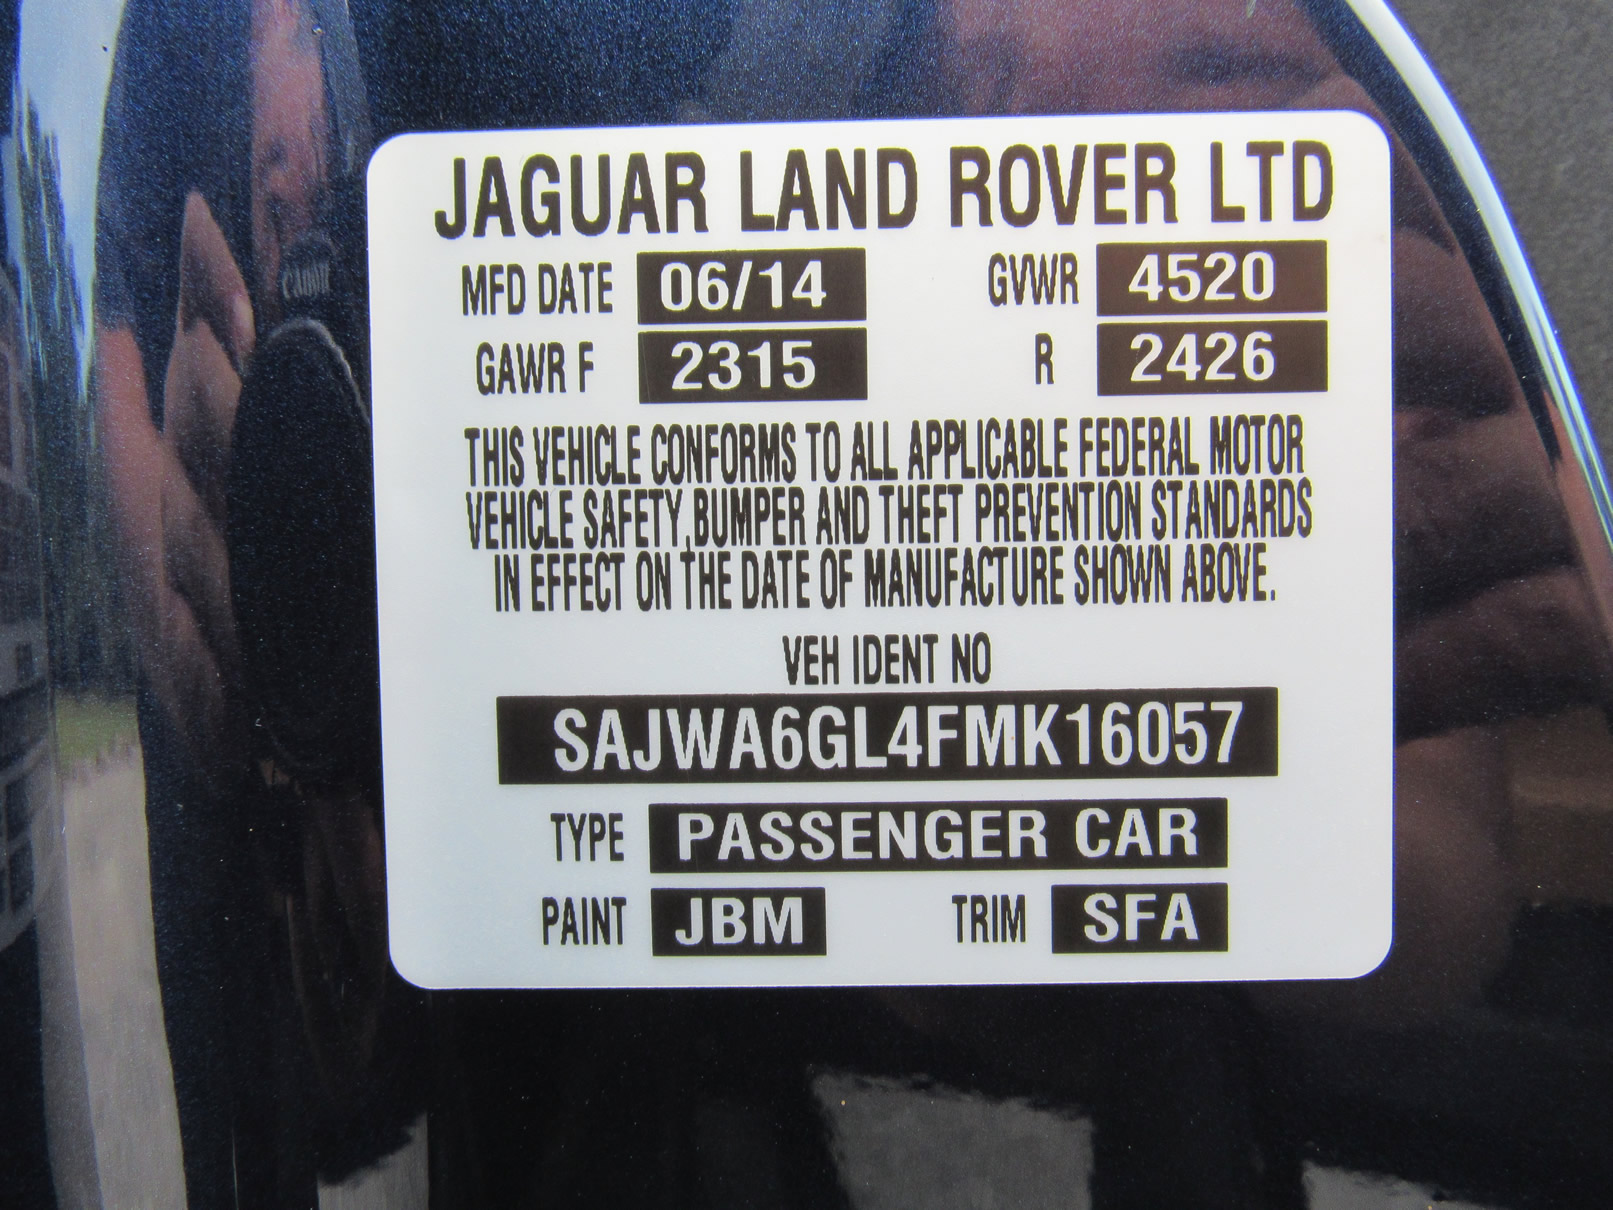 JAGUAR LAND ROVER LTD
MFD DATE 06/14 GVWR 4520
GAWR F 2315 R 2426
THIS VEHICLE CONFORMS TO ALL APPLICABLE FEDERAL MOTOR
VEHICLE SAFETY,BUMPER AND THEFT PREVENTION STANDARDS
IN EFFECT ON THE DATE OF MANUFACTURE SHOWN ABOVE.
VEH IDENT NO
SAJWA6GL4FMK16057
TYPE PASSENGER CAR
PAINT JBM TRIM SFA